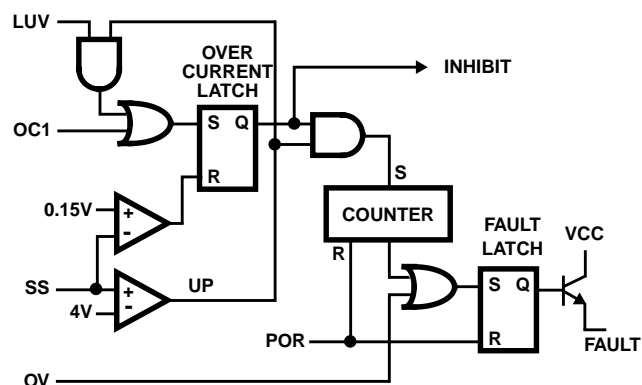 LUV
OVER
CURRENT
LATCH
INHIBIT
S Q
OC1
R
S
0.15V
+
-
COUNTER
FAULT
LATCH
VCC
R
SS
+
-
4V
UP
S Q
POR
R
FAULT
OV